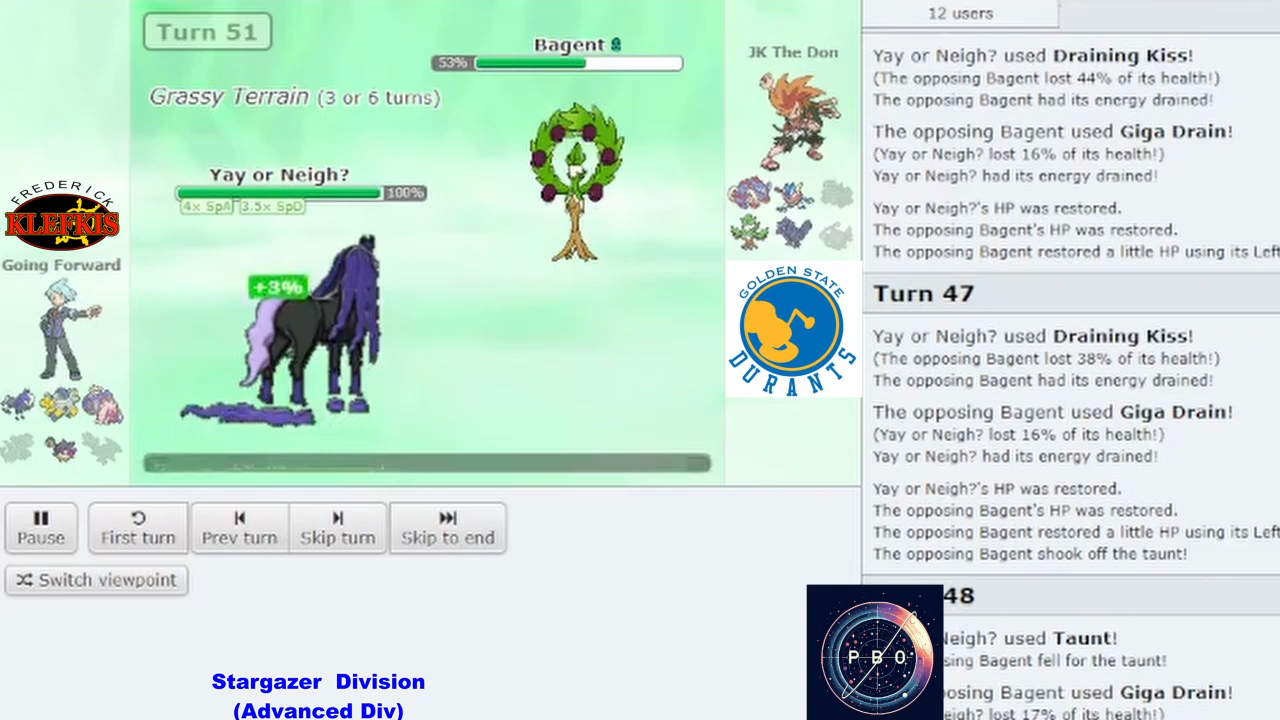 Turn 51
Bagent
53%
Grassy Terrain (3 or 6 turns)
Yay or Neigh?
100%
4x SpA 3.5x SpD
+3%
FREDERICK
KLEFKIS
Going Forward
JK The Don
GOLDEN STATE
DURANTS
Pause
First turn
Prev turn
Skip turn
Skip to end
Switch viewpoint
Stargazer Division
(Advanced Div)
PBO
12 users
Yay or Neigh? used Draining Kiss!
(The opposing Bagent lost 44% of its health!)
The opposing Bagent had its energy drained!
The opposing Bagent used Giga Drain!
(Yay or Neigh? lost 16% of its health!)
Yay or Neigh? had its energy drained!
Yay or Neigh?'s HP was restored.
The opposing Bagent's HP was restored.
The opposing Bagent restored a little HP using its Left
Turn 47
Yay or Neigh? used Draining Kiss!
(The opposing Bagent lost 38% of its health!)
The opposing Bagent had its energy drained!
The opposing Bagent used Giga Drain!
(Yay or Neigh? lost 16% of its health!)
Yay or Neigh? had its energy drained!
Yay or Neigh?'s HP was restored.
The opposing Bagent's HP was restored.
The opposing Bagent restored a little HP using its Left
The opposing Bagent shook off the taunt!
48
Neigh? used Taunt!
sing Bagent fell for the taunt!
posing Bagent used Giga Drain!
eigh? lost 17% of its health!)